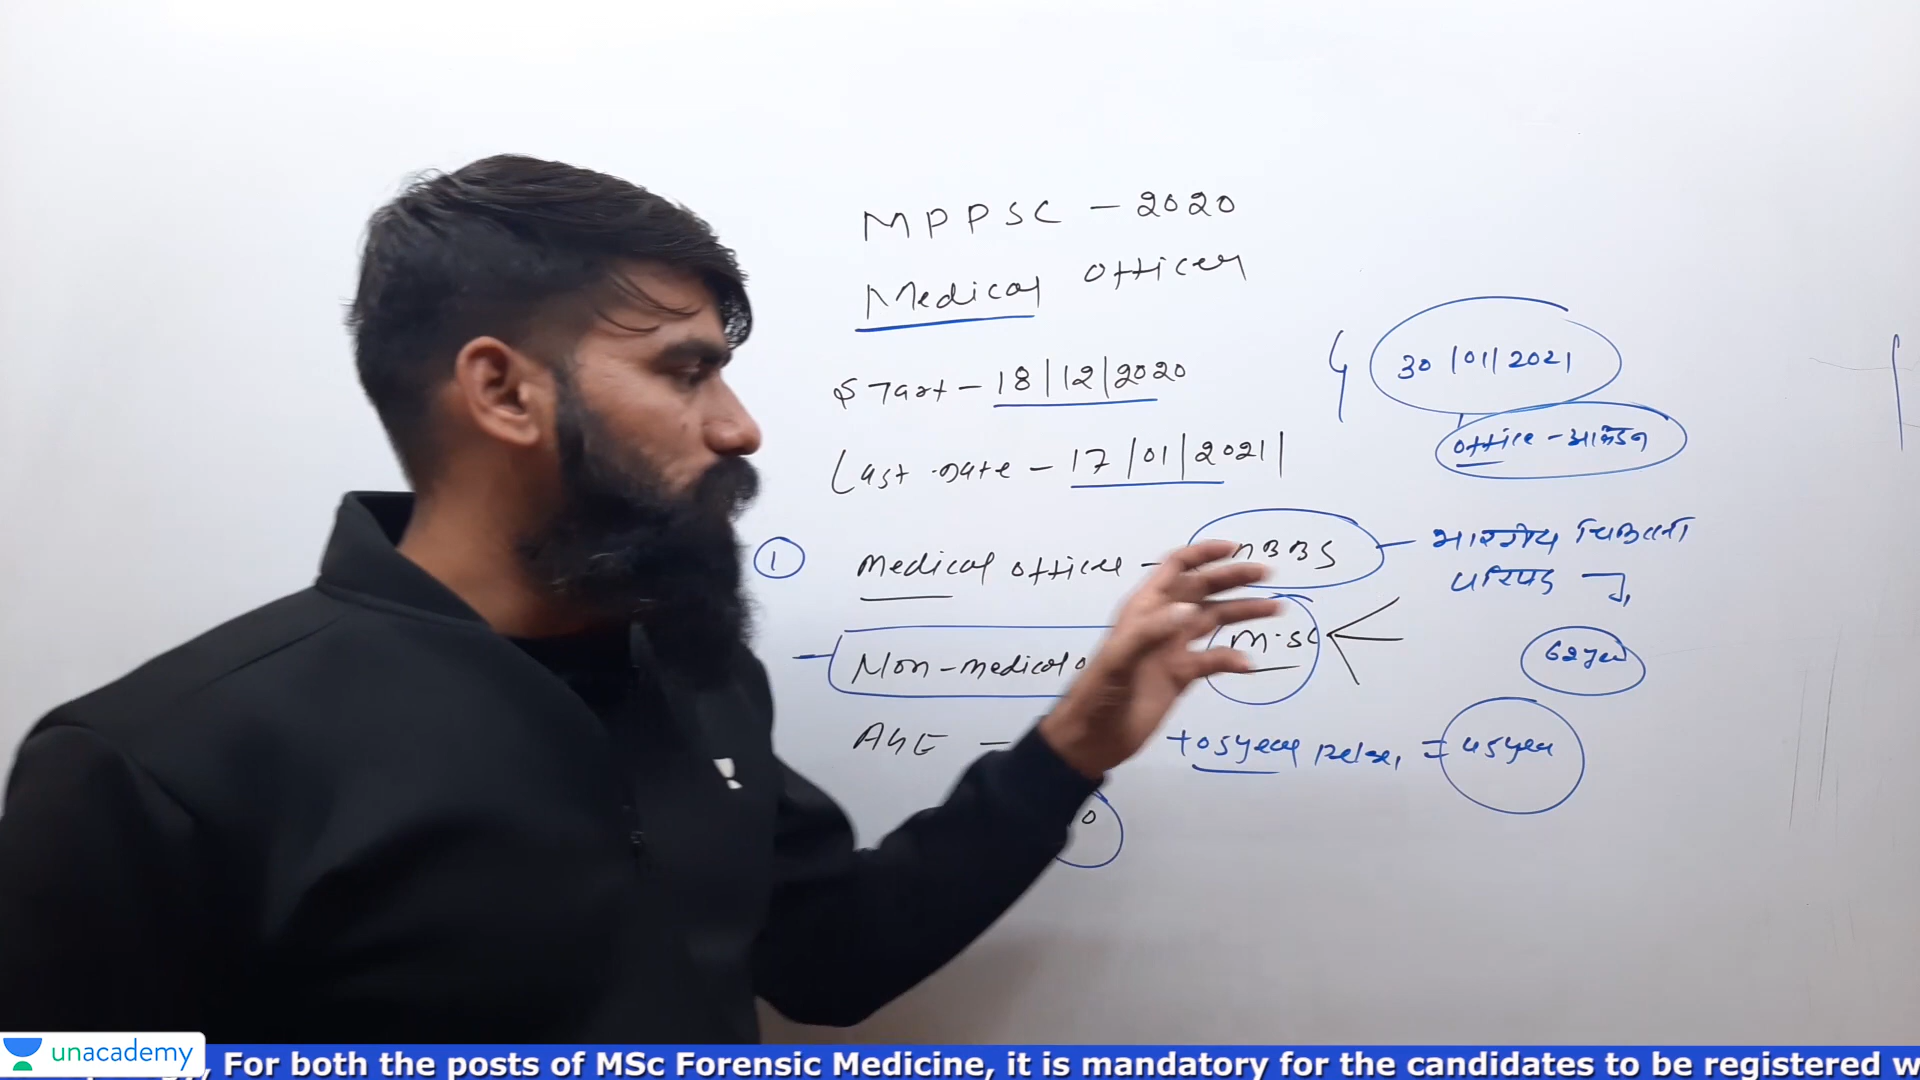 MPPSC - 2020
Medical officer
Start - 18/12/2020
30/01/2021
Last Date - 17/01/2021
office - आवेदन
1 Medical officer - MBBS - भारतीय चिकित्सा
परिषद
Non-medical M.SC
62 year
AGE - +05 year relax, = 45 year
unacademy
, For both the posts of MSc Forensic Medicine, it is mandatory for the candidates to be registered w